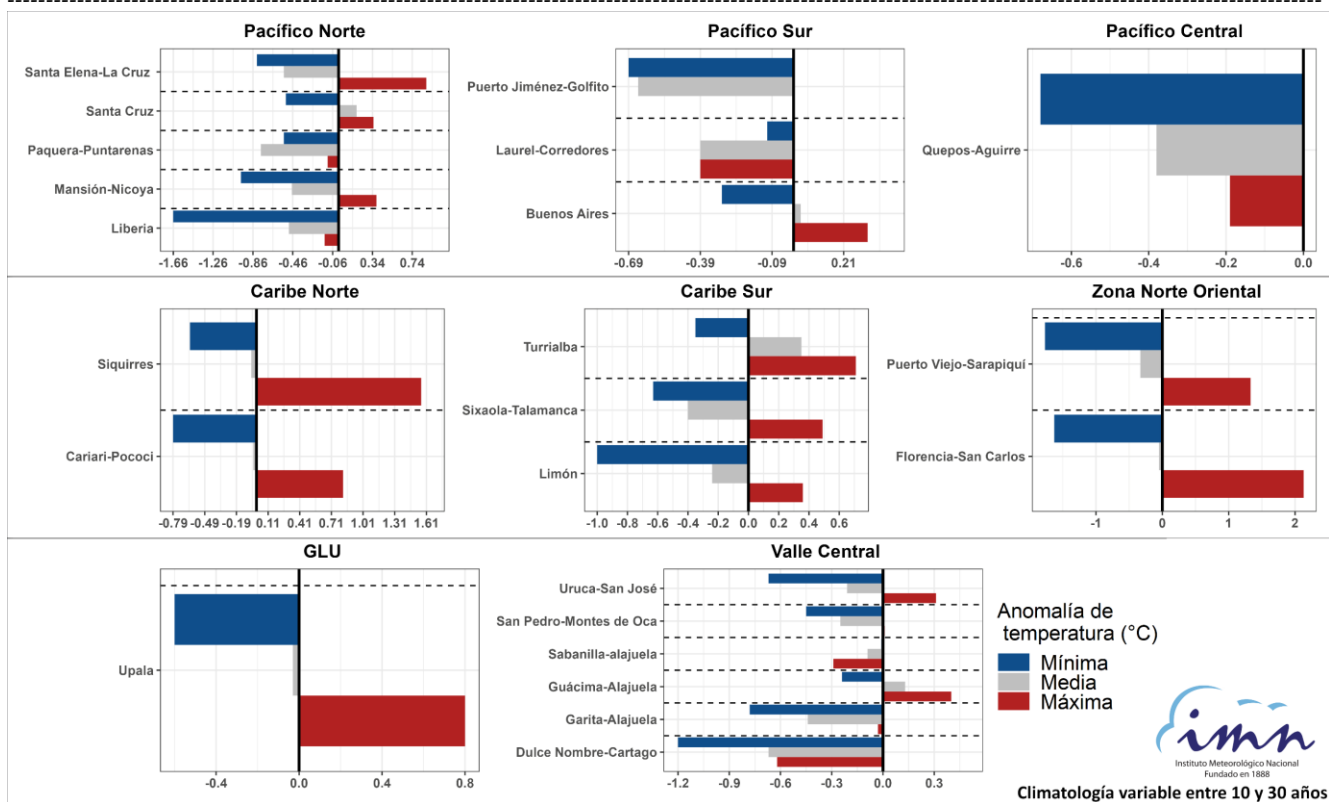 Pacífico Norte
Santa Elena-La Cruz
Santa Cruz
Paquera-Puntarenas
Mansión-Nicoya
Liberia
-1.66 -1.26 -0.86 -0.46 -0.06 0.34 0.74
Pacífico Sur
Puerto Jiménez-Golfito
Laurel-Corredores
Buenos Aires
-0.69 -0.39 -0.09 0.21
Pacífico Central
Quepos-Aguirre
-0.6 -0.4 -0.2 0.0
Caribe Norte
Siquirres
Cariari-Pococi
-0.79 -0.49 -0.19 0.11 0.41 0.71 1.01 1.31 1.61
Caribe Sur
Turrialba
Sixaola-Talamanca
Limón
-1.0 -0.8 -0.6 -0.4 -0.2 0.0 0.2 0.4 0.6
Zona Norte Oriental
Puerto Viejo-Sarapiquí
Florencia-San Carlos
-1 0 1 2
GLU
Upala
-0.4 0.0 0.4 0.8
Valle Central
Uruca-San José
San Pedro-Montes de Oca
Sabanilla-alajuela
Guácima-Alajuela
Garita-Alajuela
Dulce Nombre-Cartago
-1.2 -0.9 -0.6 -0.3 0.0 0.3
Anomalía de
temperatura (°C)
Mínima
Media
Máxima
imn
Instituto Meteorológico Nacional
Fundado en 1888
Climatología variable entre 10 y 30 años